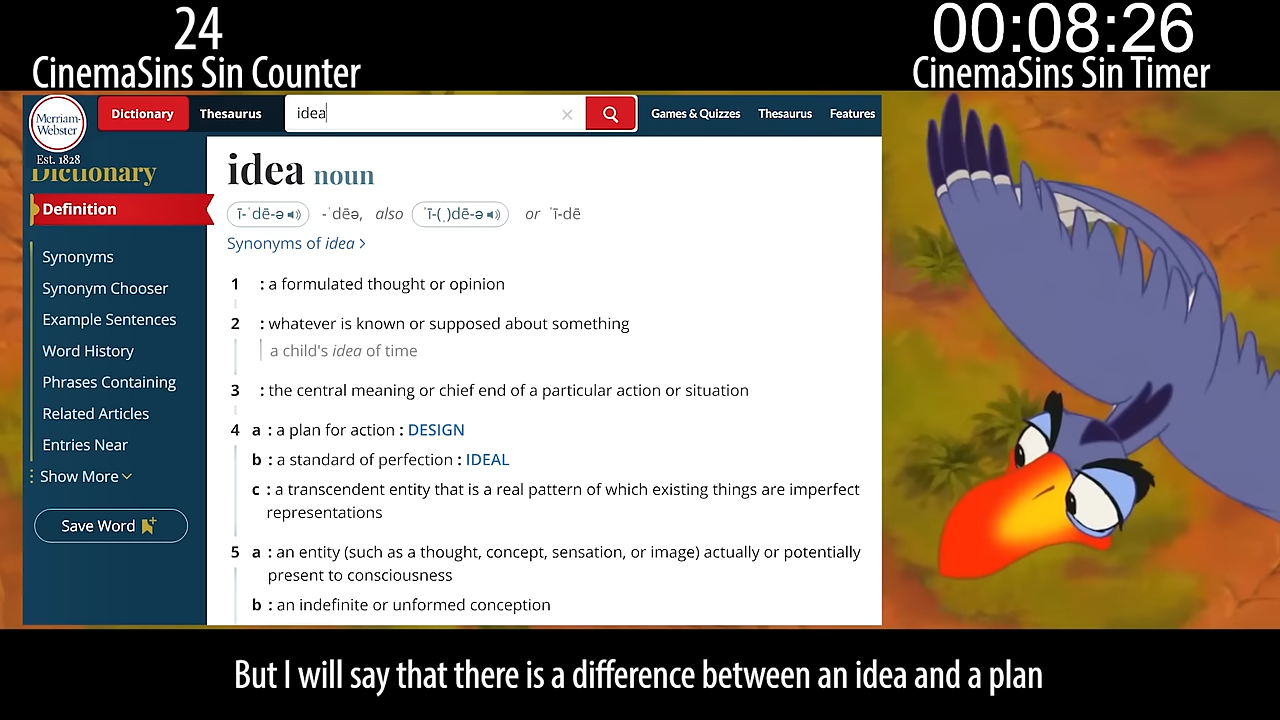 24
CinemaSins Sin Counter
00:08:26
CinemaSins Sin Timer
Merriam-
Webster
Est. 1828
Dictionary
Thesaurus
idea
Games & Quizzes
Thesaurus
Features
Dictionary
Definition
Synonyms
Synonym Chooser
Example Sentences
Word History
Phrases Containing
Related Articles
Entries Near
Show More
Save Word
idea noun
ī-ˈdē-ə -ˈdēə, also ˈī-(ˌ)dē-ə or ˈī-dē
Synonyms of idea >
1 : a formulated thought or opinion
2 : whatever is known or supposed about something
a child's idea of time
3 : the central meaning or chief end of a particular action or situation
4 a : a plan for action : DESIGN
b : a standard of perfection : IDEAL
c : a transcendent entity that is a real pattern of which existing things are imperfect
representations
5 a : an entity (such as a thought, concept, sensation, or image) actually or potentially
present to consciousness
b : an indefinite or unformed conception
But I will say that there is a difference between an idea and a plan